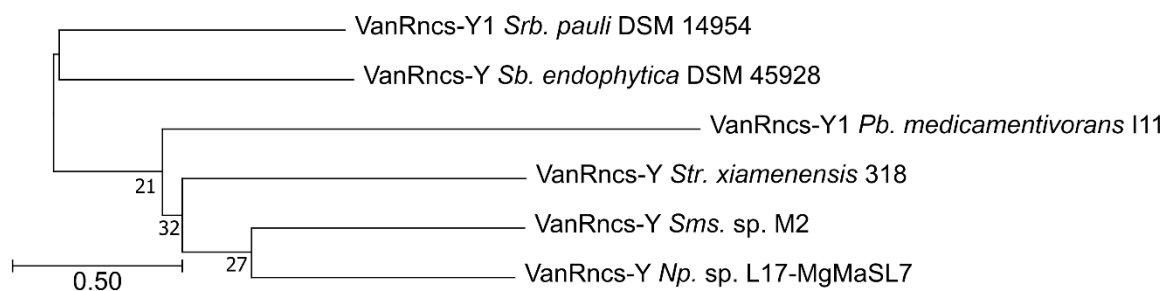 VanRncs-Y1 Srb. pauli DSM 14954
VanRncs-Y Sb. endophytica DSM 45928
VanRncs-Y1 Pb. medicamentivorans I11
21
VanRncs-Y Str. xiamenensis 318
32
VanRncs-Y Sms. sp. M2
27
VanRncs-Y Np. sp. L17-MgMaSL7
0.50